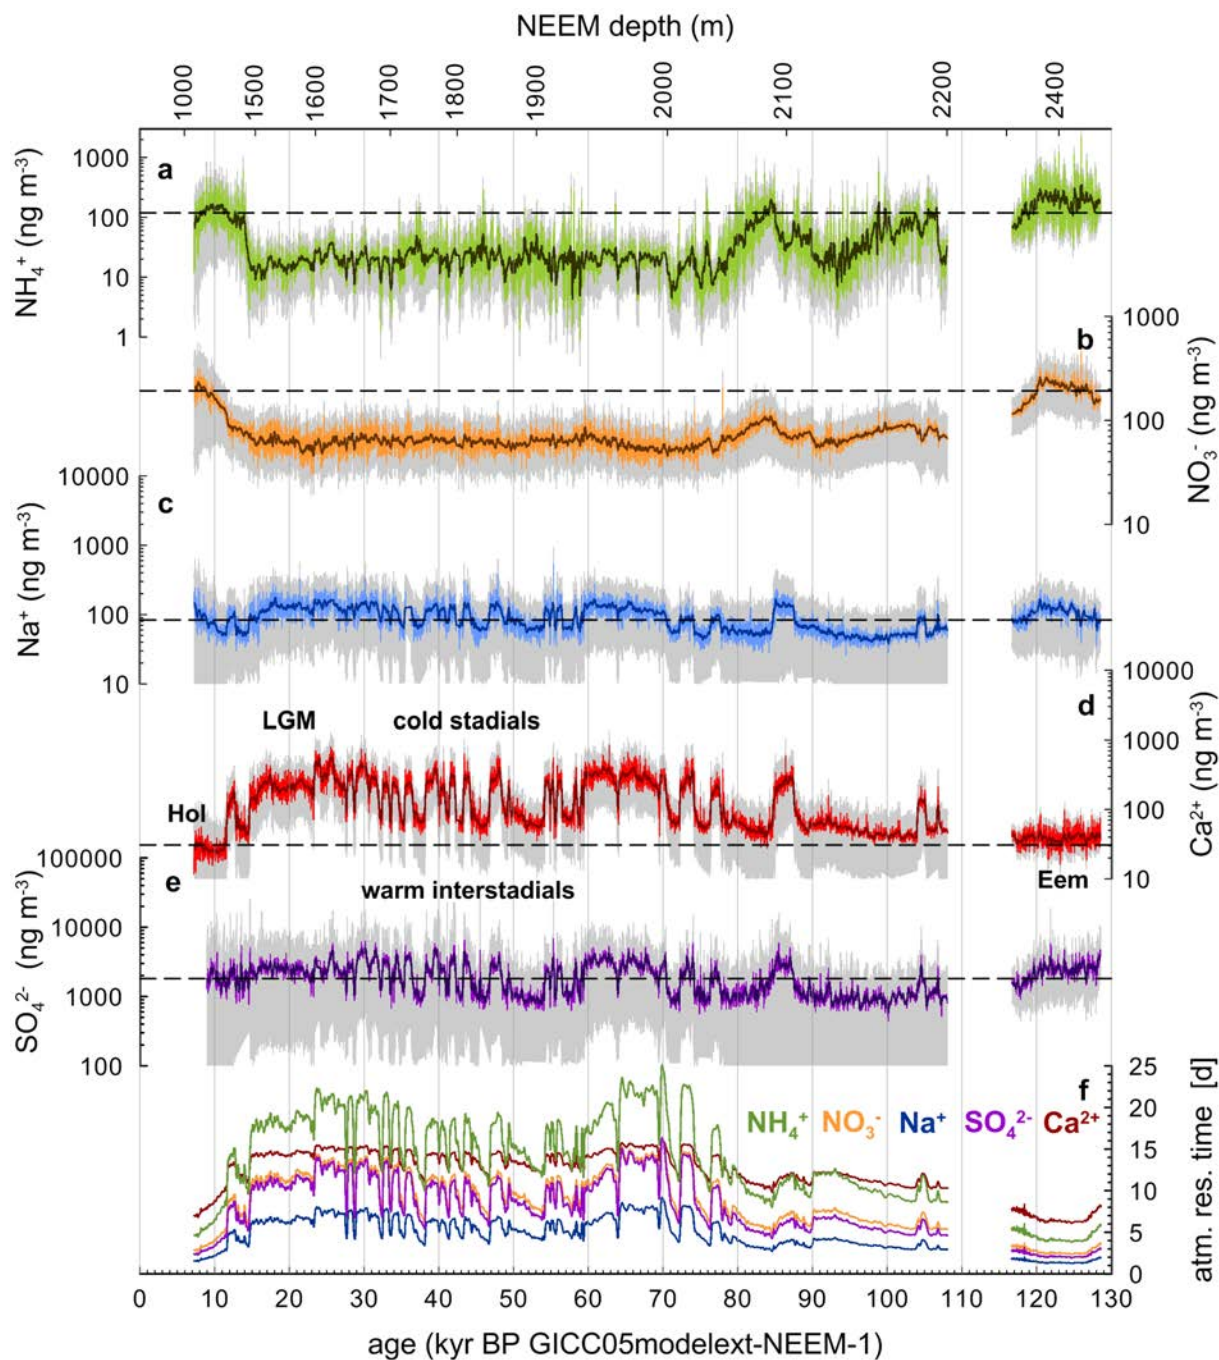 NEEM depth (m)
1000 1500 1600 1700 1800 1900 2000 2100 2200 2400
a
NH₄⁺ (ng m⁻³)
1000
100
10
1
b
NO₃⁻ (ng m⁻³)
1000
100
10
c
Na⁺ (ng m⁻³)
10000
1000
100
10
d
Ca²⁺ (ng m⁻³)
10000
1000
100
10
LGM cold stadials
Hol
warm interstadials
Eem
e
SO₄²⁻ (ng m⁻³)
100000
10000
1000
100
f
NH₄⁺ NO₃⁻ Na⁺ SO₄²⁻ Ca²⁺
atm. res. time [d]
25
20
15
10
5
0
0 10 20 30 40 50 60 70 80 90 100 110 120 130
age (kyr BP GICC05modelext-NEEM-1)